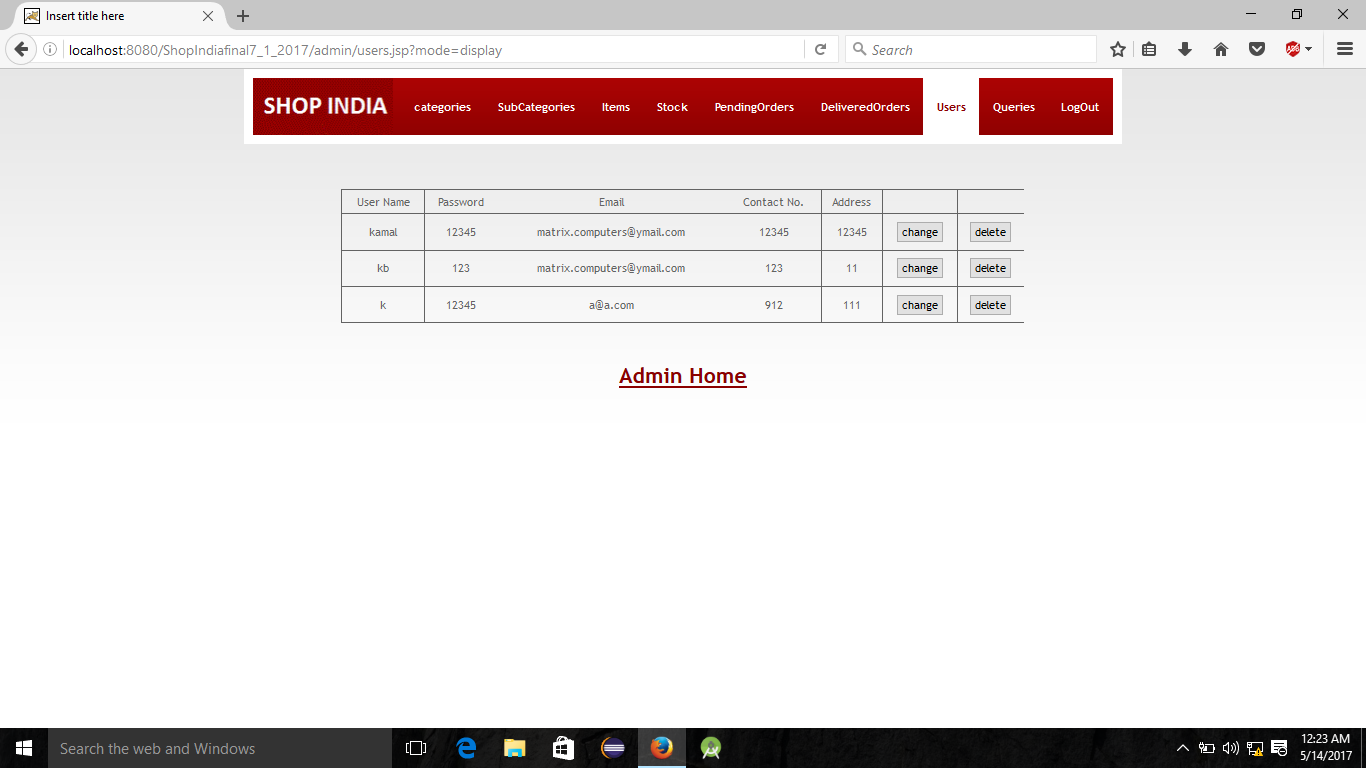 Insert title here
localhost:8080/ShopIndiafinal7_1_2017/admin/users.jsp?mode=display
Search
ABP
SHOP INDIA categories SubCategories Items Stock PendingOrders DeliveredOrders Users Queries LogOut
User Name Password Email Contact No. Address
kamal 12345 matrix.computers@ymail.com 12345 12345 change delete
kb 123 matrix.computers@ymail.com 123 11 change delete
k 12345 a@a.com 912 111 change delete
Admin Home
Search the web and Windows
12:23 AM
5/14/2017